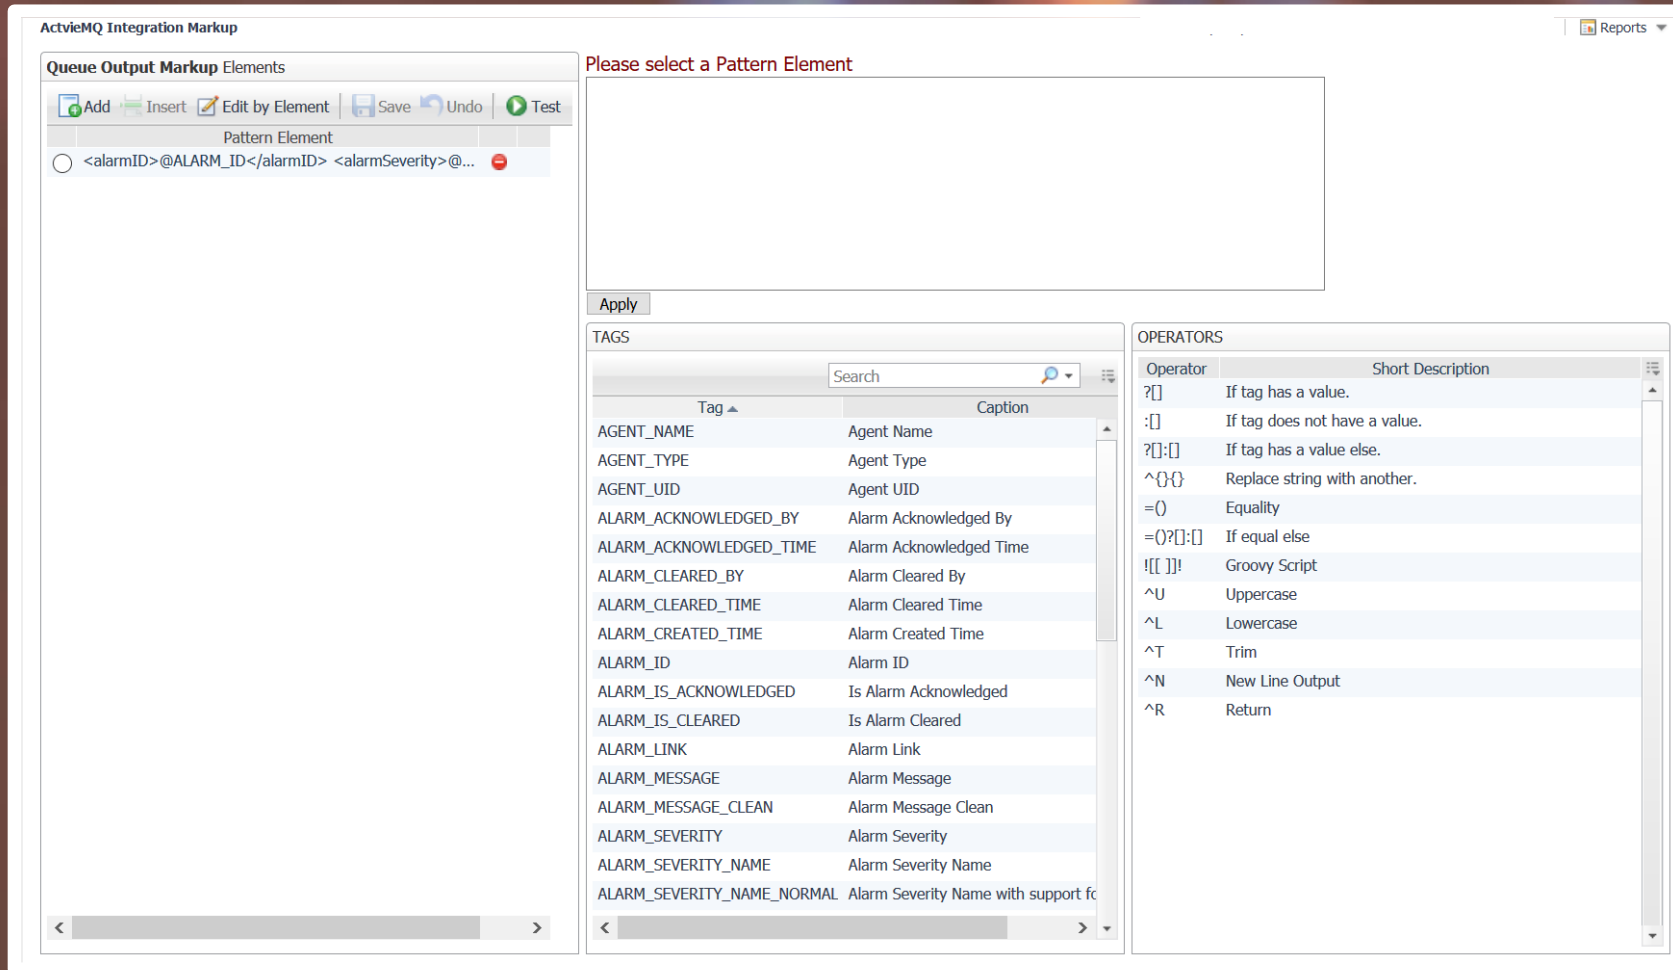 ActvieMQ Integration Markup
Reports
Queue Output Markup Elements
Add Insert Edit by Element Save Undo Test
Pattern Element
<alarmID>@ALARM_ID</alarmID> <alarmSeverity>@...
Please select a Pattern Element
Apply
TAGS
Search
Tag Caption
AGENT_NAME Agent Name
AGENT_TYPE Agent Type
AGENT_UID Agent UID
ALARM_ACKNOWLEDGED_BY Alarm Acknowledged By
ALARM_ACKNOWLEDGED_TIME Alarm Acknowledged Time
ALARM_CLEARED_BY Alarm Cleared By
ALARM_CLEARED_TIME Alarm Cleared Time
ALARM_CREATED_TIME Alarm Created Time
ALARM_ID Alarm ID
ALARM_IS_ACKNOWLEDGED Is Alarm Acknowledged
ALARM_IS_CLEARED Is Alarm Cleared
ALARM_LINK Alarm Link
ALARM_MESSAGE Alarm Message
ALARM_MESSAGE_CLEAN Alarm Message Clean
ALARM_SEVERITY Alarm Severity
ALARM_SEVERITY_NAME Alarm Severity Name
ALARM_SEVERITY_NAME_NORMAL Alarm Severity Name with support fo
OPERATORS
Operator Short Description
?[] If tag has a value.
:[] If tag does not have a value.
?[]:[] If tag has a value else.
^{}{} Replace string with another.
=() Equality
=()?[]:[] If equal else
![[ ]]! Groovy Script
^U Uppercase
^L Lowercase
^T Trim
^N New Line Output
^R Return